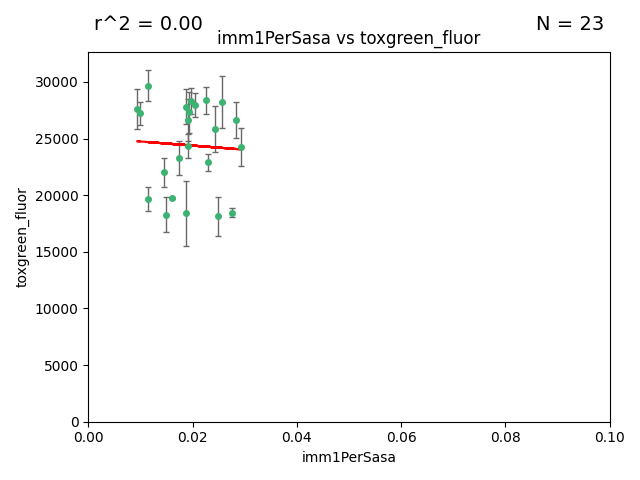 r^2 = 0.00
N = 23
imm1PerSasa vs toxgreen_fluor
30000
25000
20000
15000
10000
5000
0
toxgreen_fluor
0.00
0.02
0.04
0.06
0.08
0.10
imm1PerSasa